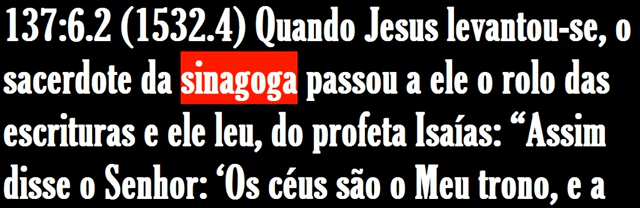 137:6.2 (1532.4) Quando Jesus levantou-se, o
sacerdote da sinagoga passou a ele o rolo das
escrituras e ele leu, do profeta Isaías: “Assim
disse o Senhor: ‘Os céus são o Meu trono, e a